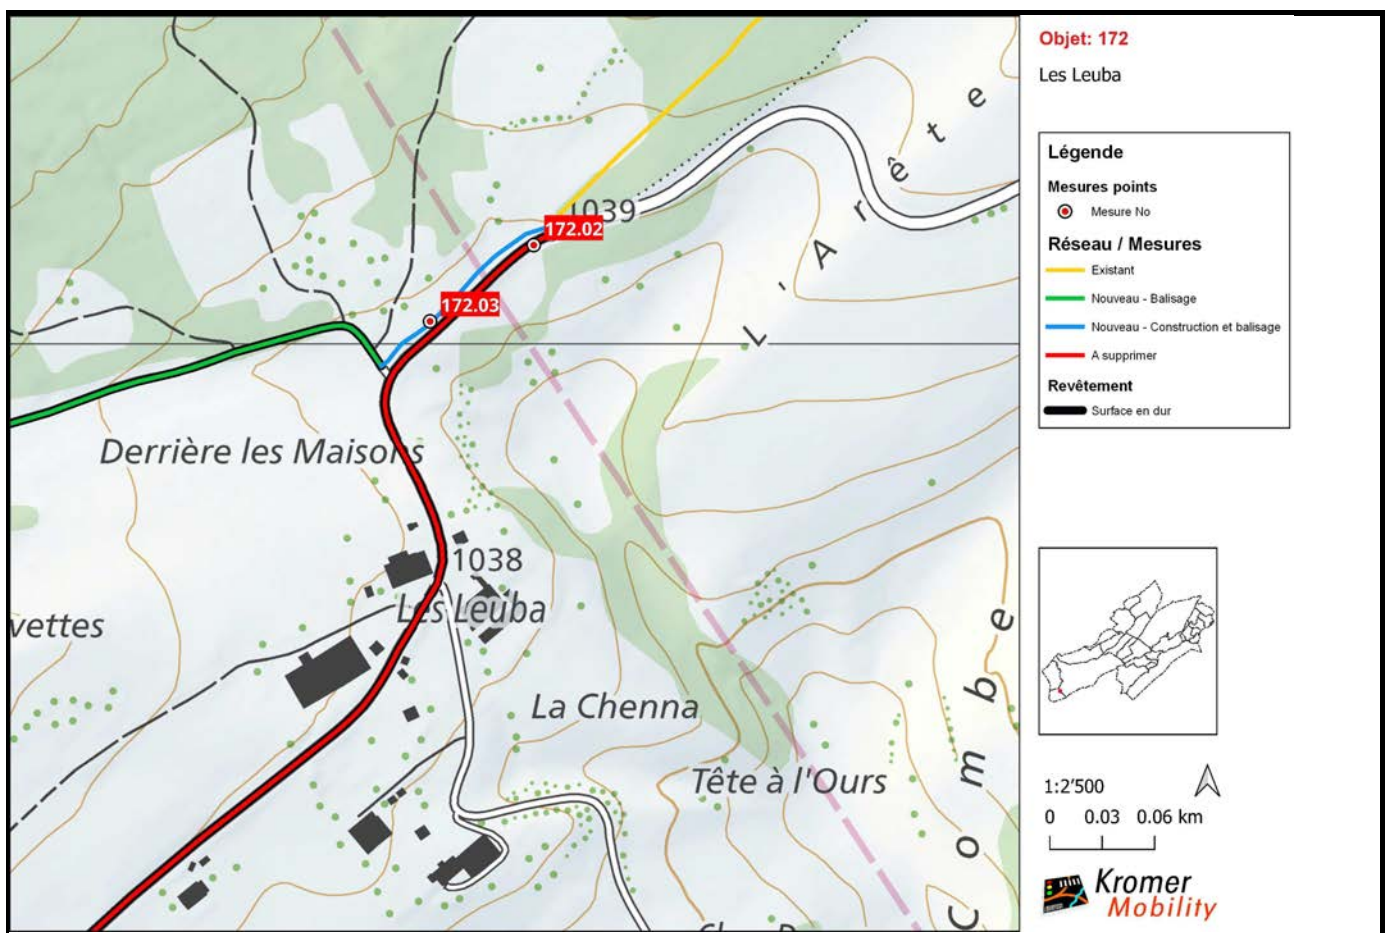 1039
172.02
172.03
L'Arête
Derrière les Maisons
1038
Les Leuba
vettes
La Chenna
Tête à l'Ours
Combe
Objet: 172
Les Leuba
Légende
Mesures points
Mesure No
Réseau / Mesures
Existant
Nouveau - Balisage
Nouveau - Construction et balisage
A supprimer
Revêtement
Surface en dur
1:2'500
0 0.03 0.06 km
Kromer
Mobility